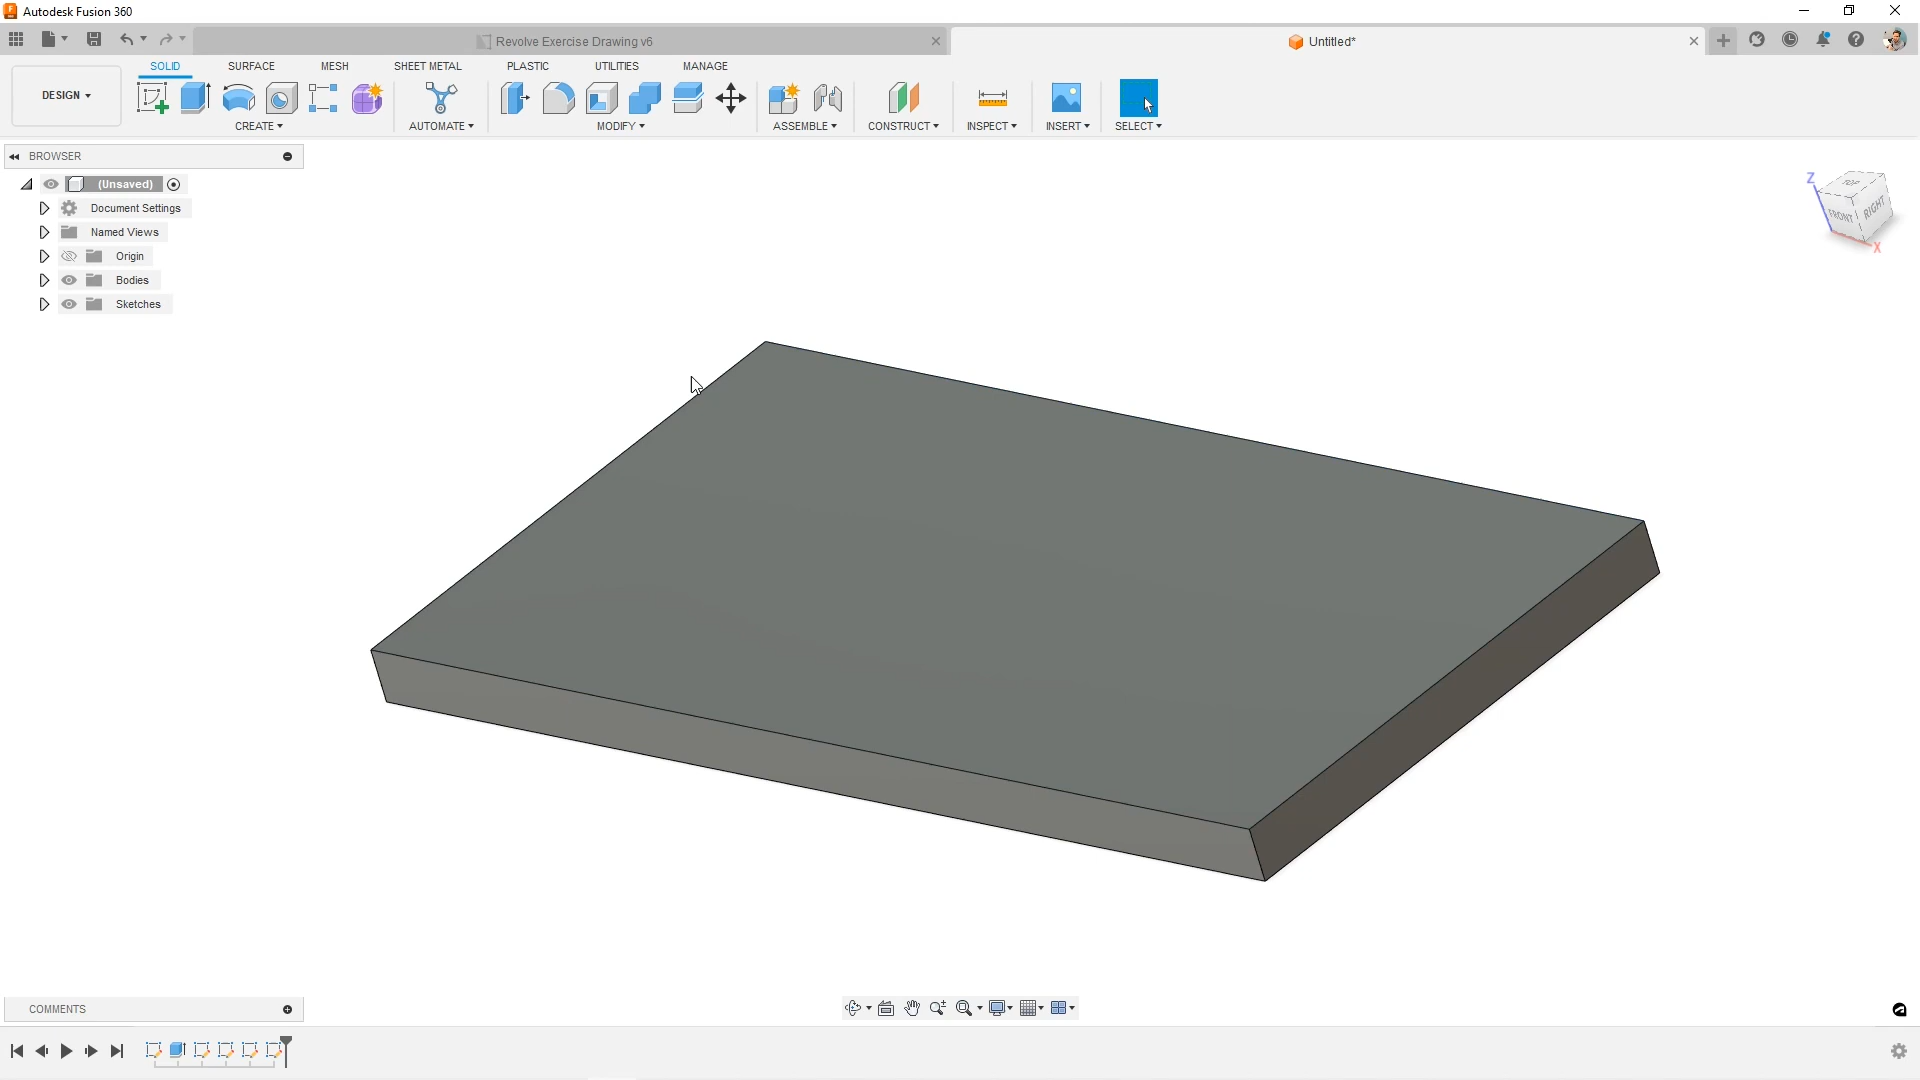 Autodesk Fusion 360
Revolve Exercise Drawing v6
Untitled*
DESIGN
SOLID
SURFACE
MESH
SHEET METAL
PLASTIC
UTILITIES
MANAGE
CREATE
AUTOMATE
MODIFY
ASSEMBLE
CONSTRUCT
INSPECT
INSERT
SELECT
BROWSER
(Unsaved)
Document Settings
Named Views
Origin
Bodies
Sketches
Z
TOP
FRONT
RIGHT
X
COMMENTS